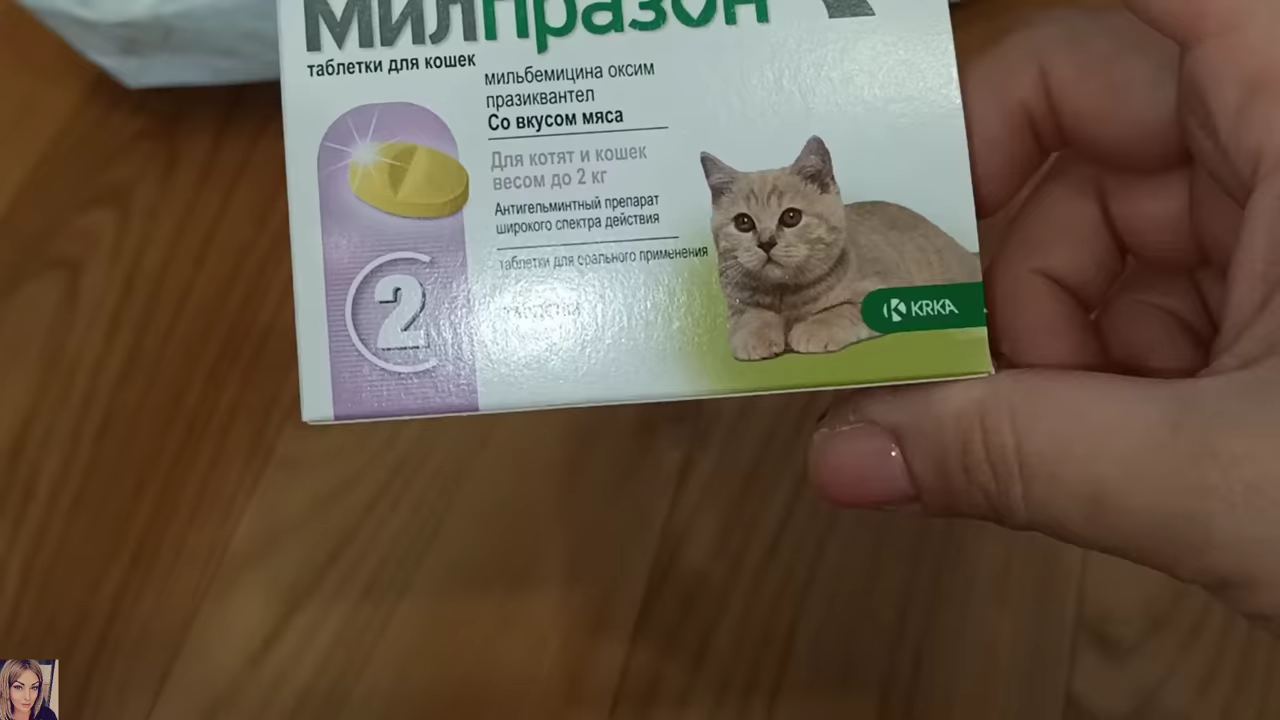 Милпразон
таблетки для кошек
мильбемицина оксим
празиквантел
Со вкусом мяса
Для котят и кошек
весом до 2 кг
Антигельминтный препарат
широкого спектра действия
таблетки для орального применения
2
KRKA